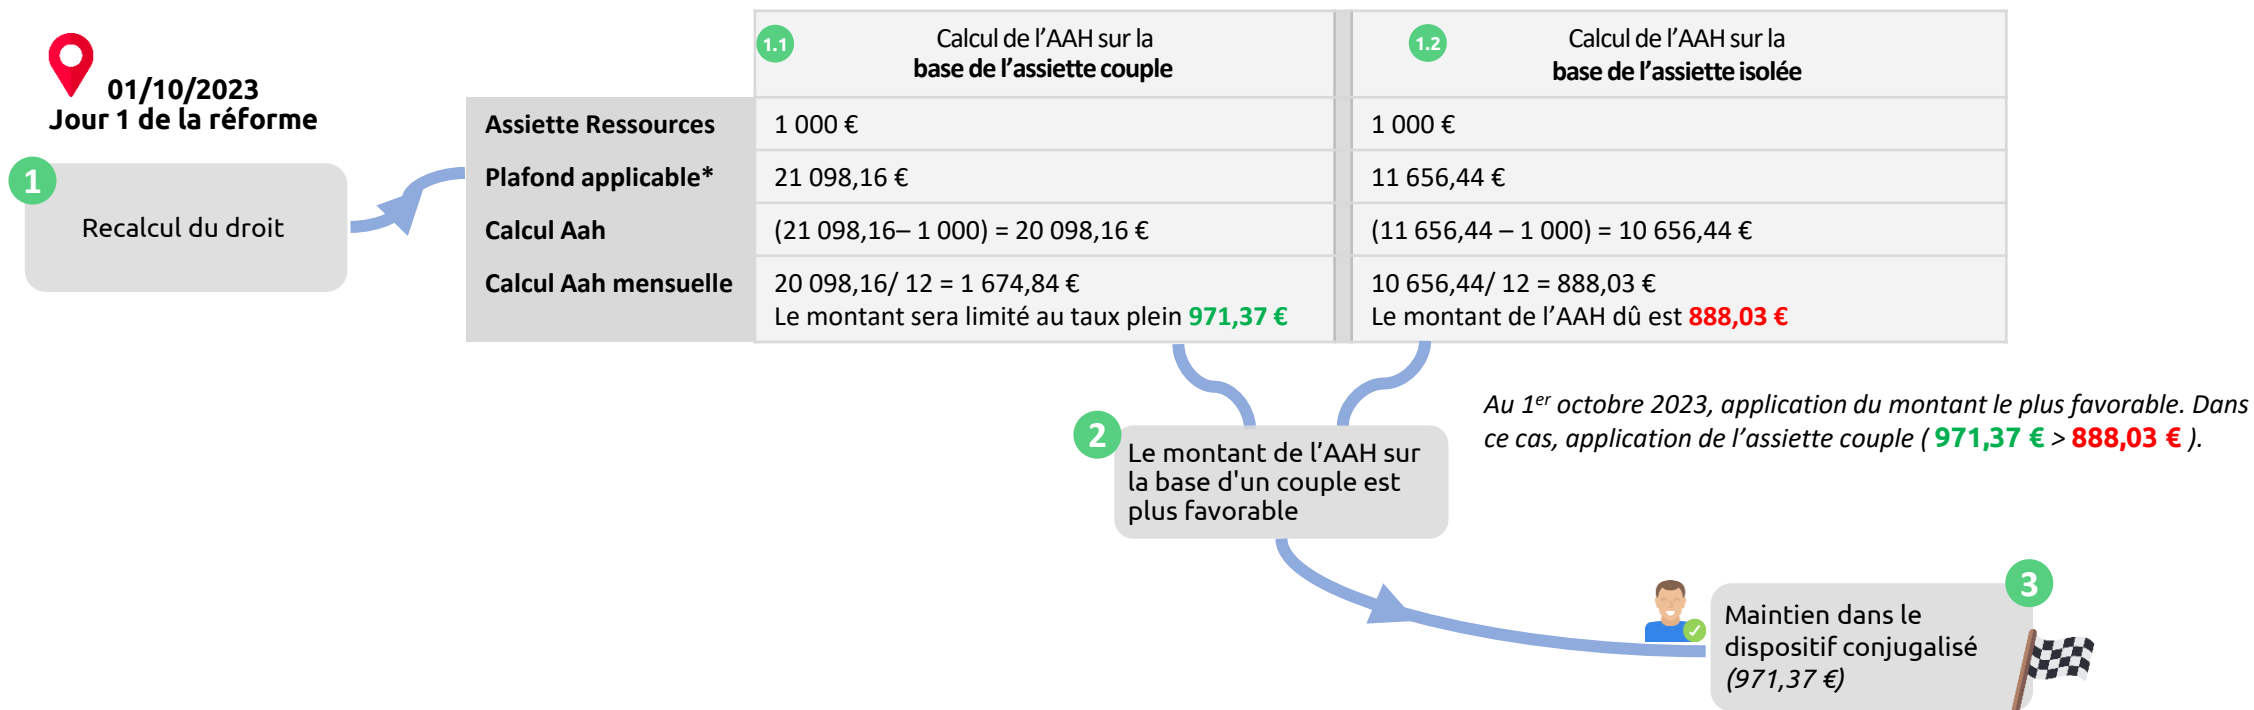 01/10/2023
Jour 1 de la réforme
1
Recalcul du droit
1.1
Calcul de l’AAH sur la
base de l’assiette couple
1.2
Calcul de l’AAH sur la
base de l’assiette isolée
Assiette Ressources
1 000 €
1 000 €
Plafond applicable*
21 098,16 €
11 656,44 €
Calcul Aah
(21 098,16– 1 000) = 20 098,16 €
(11 656,44 – 1 000) = 10 656,44 €
Calcul Aah mensuelle
20 098,16/ 12 = 1 674,84 €
Le montant sera limité au taux plein 971,37 €
10 656,44/ 12 = 888,03 €
Le montant de l’AAH dû est 888,03 €
Au 1er octobre 2023, application du montant le plus favorable. Dans
ce cas, application de l’assiette couple ( 971,37 € > 888,03 € ).
2
Le montant de l’AAH sur
la base d'un couple est
plus favorable
3
Maintien dans le
dispositif conjugalisé
(971,37 €)